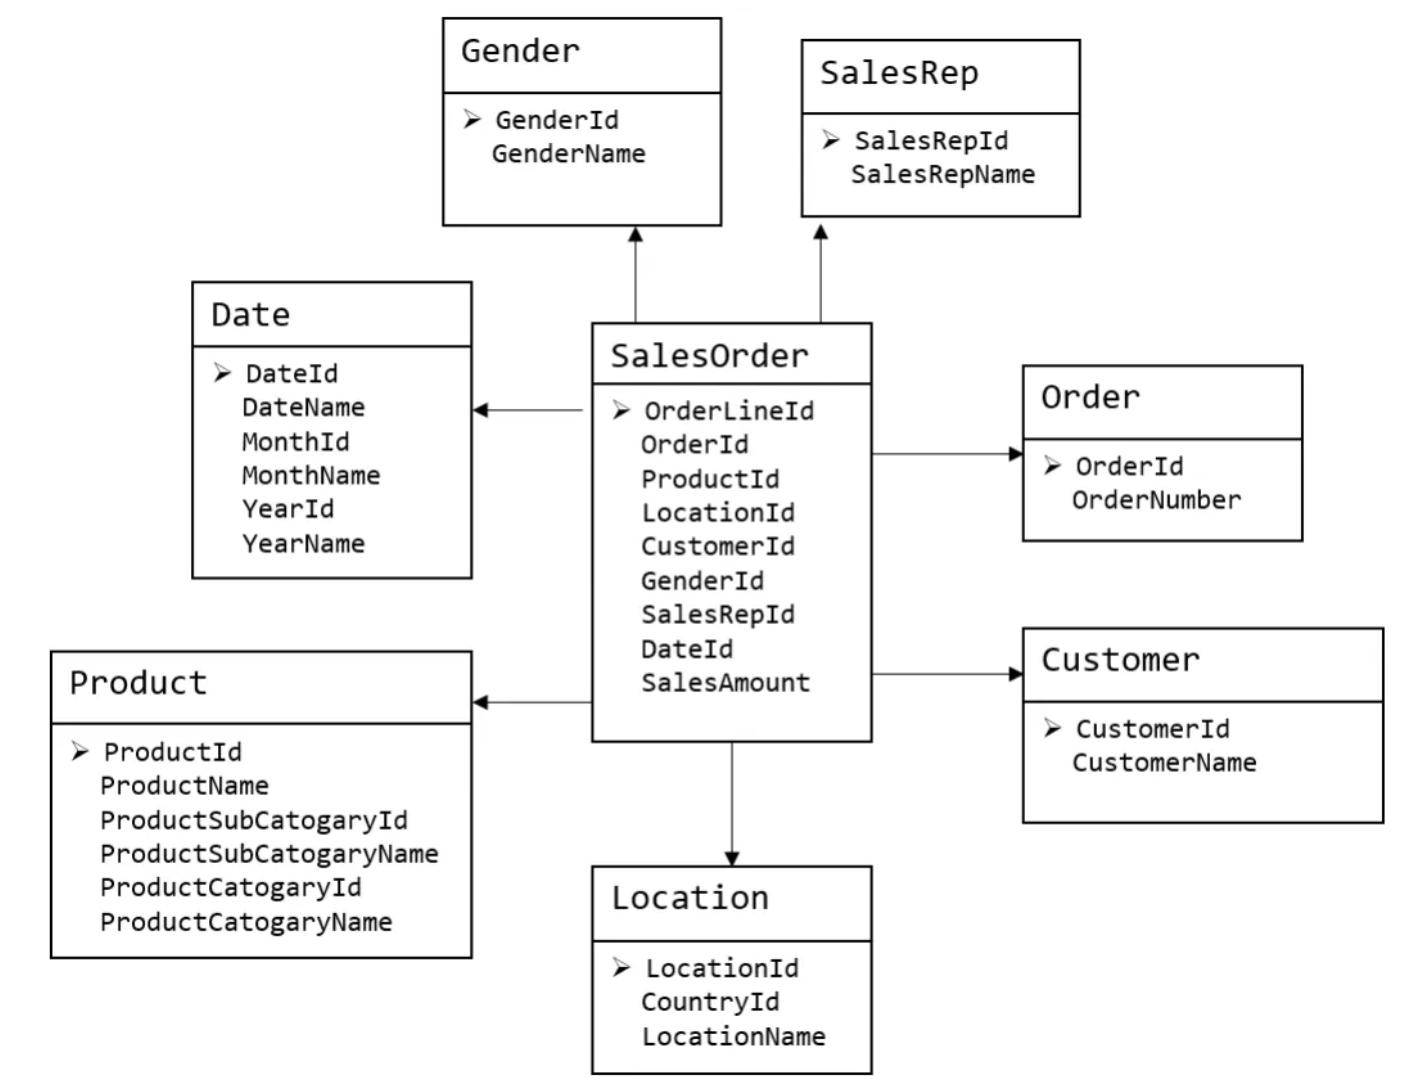 Gender
GenderId
GenderName
SalesRep
SalesRepId
SalesRepName
Date
DateId
DateName
MonthId
MonthName
YearId
YearName
SalesOrder
OrderLineId
OrderId
ProductId
LocationId
CustomerId
GenderId
SalesRepId
DateId
SalesAmount
Order
OrderId
OrderNumber
Product
ProductId
ProductName
ProductSubCatogaryId
ProductSubCatogaryName
ProductCatogaryId
ProductCatogaryName
Customer
CustomerId
CustomerName
Location
LocationId
CountryId
LocationName